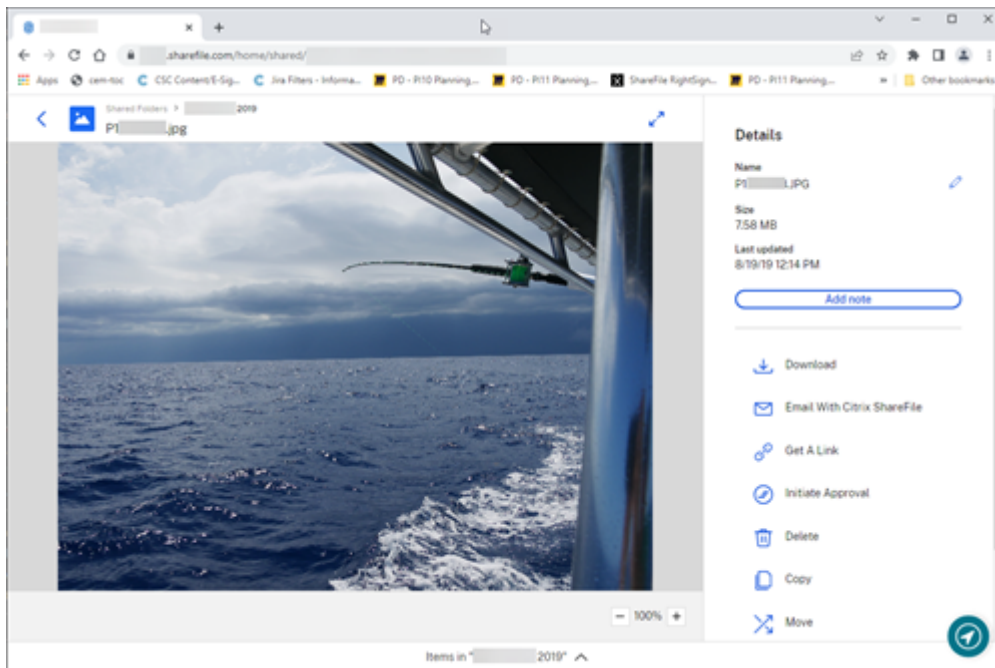 .sharefile.com/home/shared/
Apps cem-toc CSC Content/E-Sig... Jira Filters - Informa... PD - PI10 Planning,... PD - PI11 Planning,... ShareFile RightSign... PD - PI11 Planning,... » Other bookmarks
Shared Folders > 2019
P1 .jpg
Details
Name
P1 .JPG
Size
7.58 MB
Last updated
8/19/19 12:14 PM
Add note
Download
Email With Citrix ShareFile
Get A Link
Initiate Approval
Delete
Copy
Move
− 100% +
Items in " 2019"